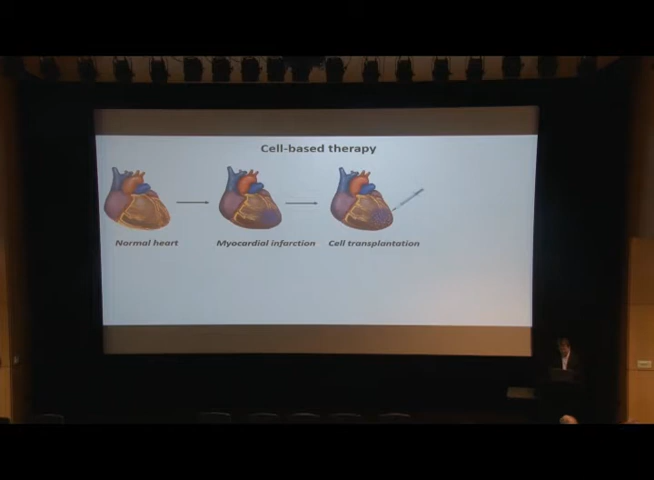 Cell-based therapy
Normal heart
Myocardial infarction
Cell transplantation